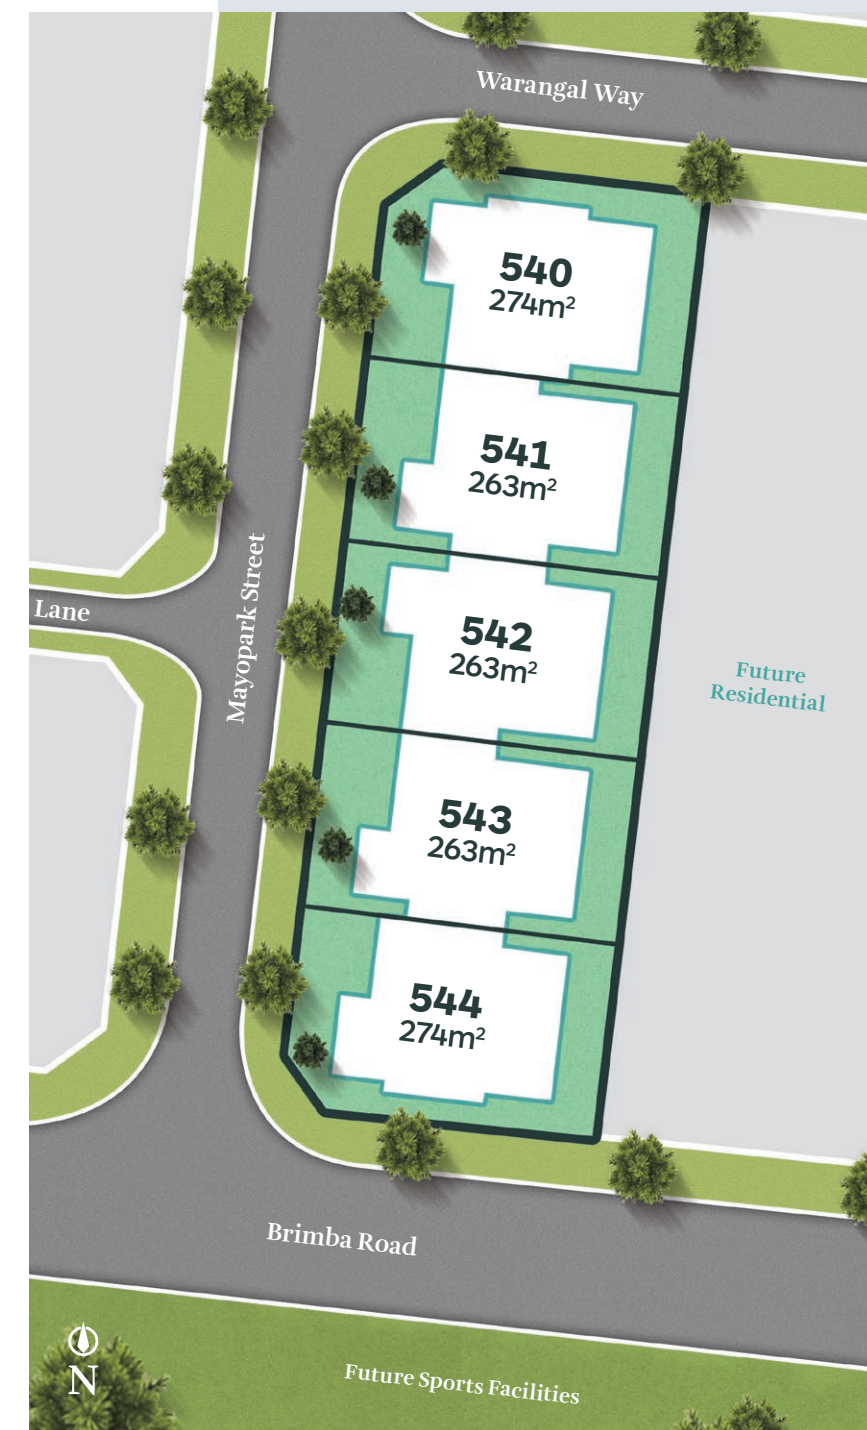 Warangal Way
540
274m²
541
263m²
Mayopark Street
Lane
542
263m²
Future
Residential
543
263m²
544
274m²
Brimba Road
N
Future Sports Facilities